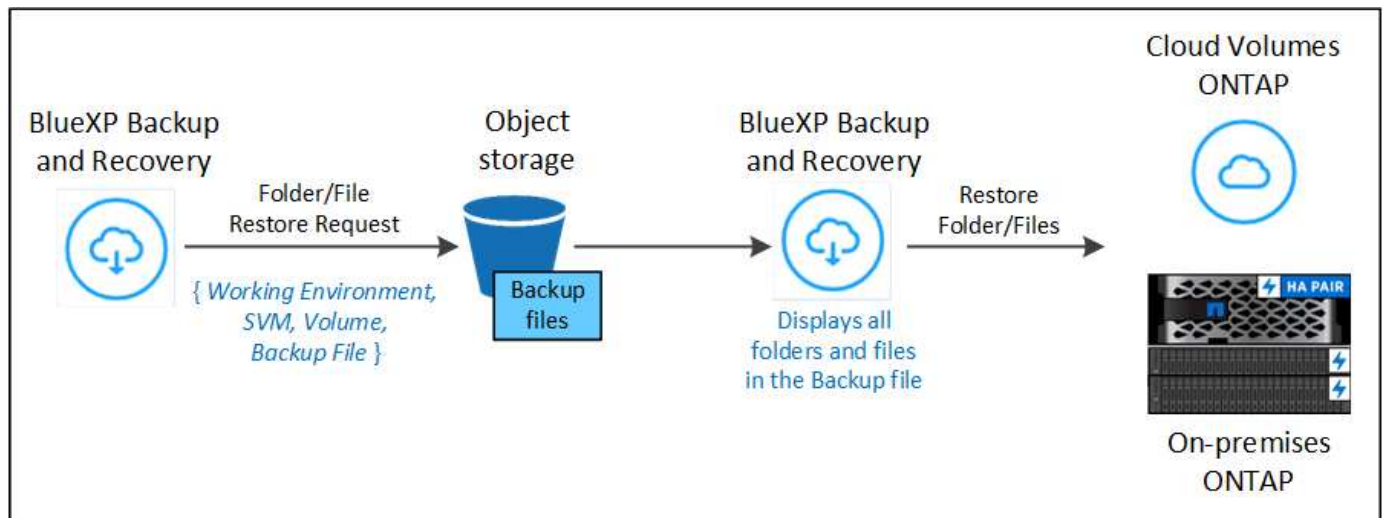 BlueXP Backup
and Recovery
Folder/File
Restore Request
{ Working Environment,
SVM, Volume,
Backup File }
Object
storage
Backup
files
BlueXP Backup
and Recovery
Displays all
folders and files
in the Backup file
Restore
Folder/Files
Cloud Volumes
ONTAP
HA PAIR
On-premises
ONTAP